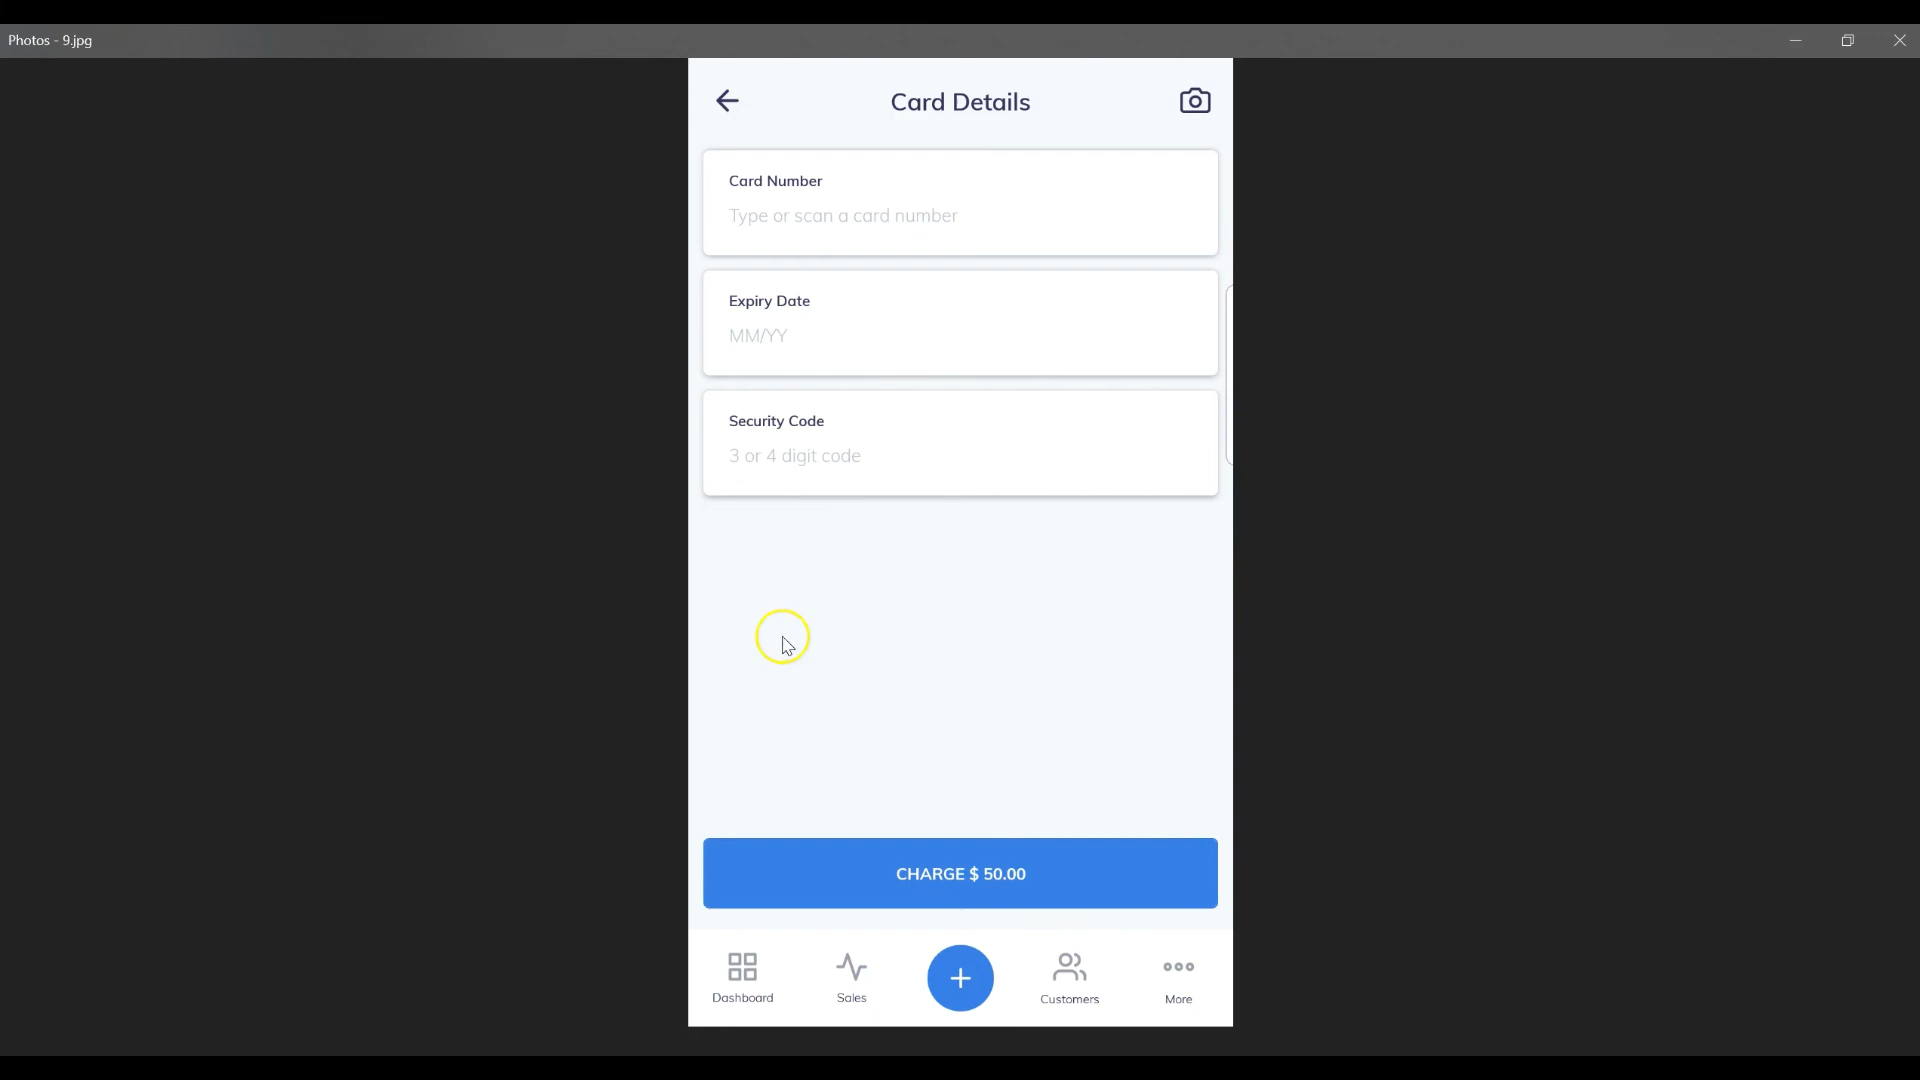 Photos - 9.jpg
Card Details
Card Number
Type or scan a card number
Expiry Date
MM/YY
Security Code
3 or 4 digit code
CHARGE $ 50.00
Dashboard
Sales
Customers
More